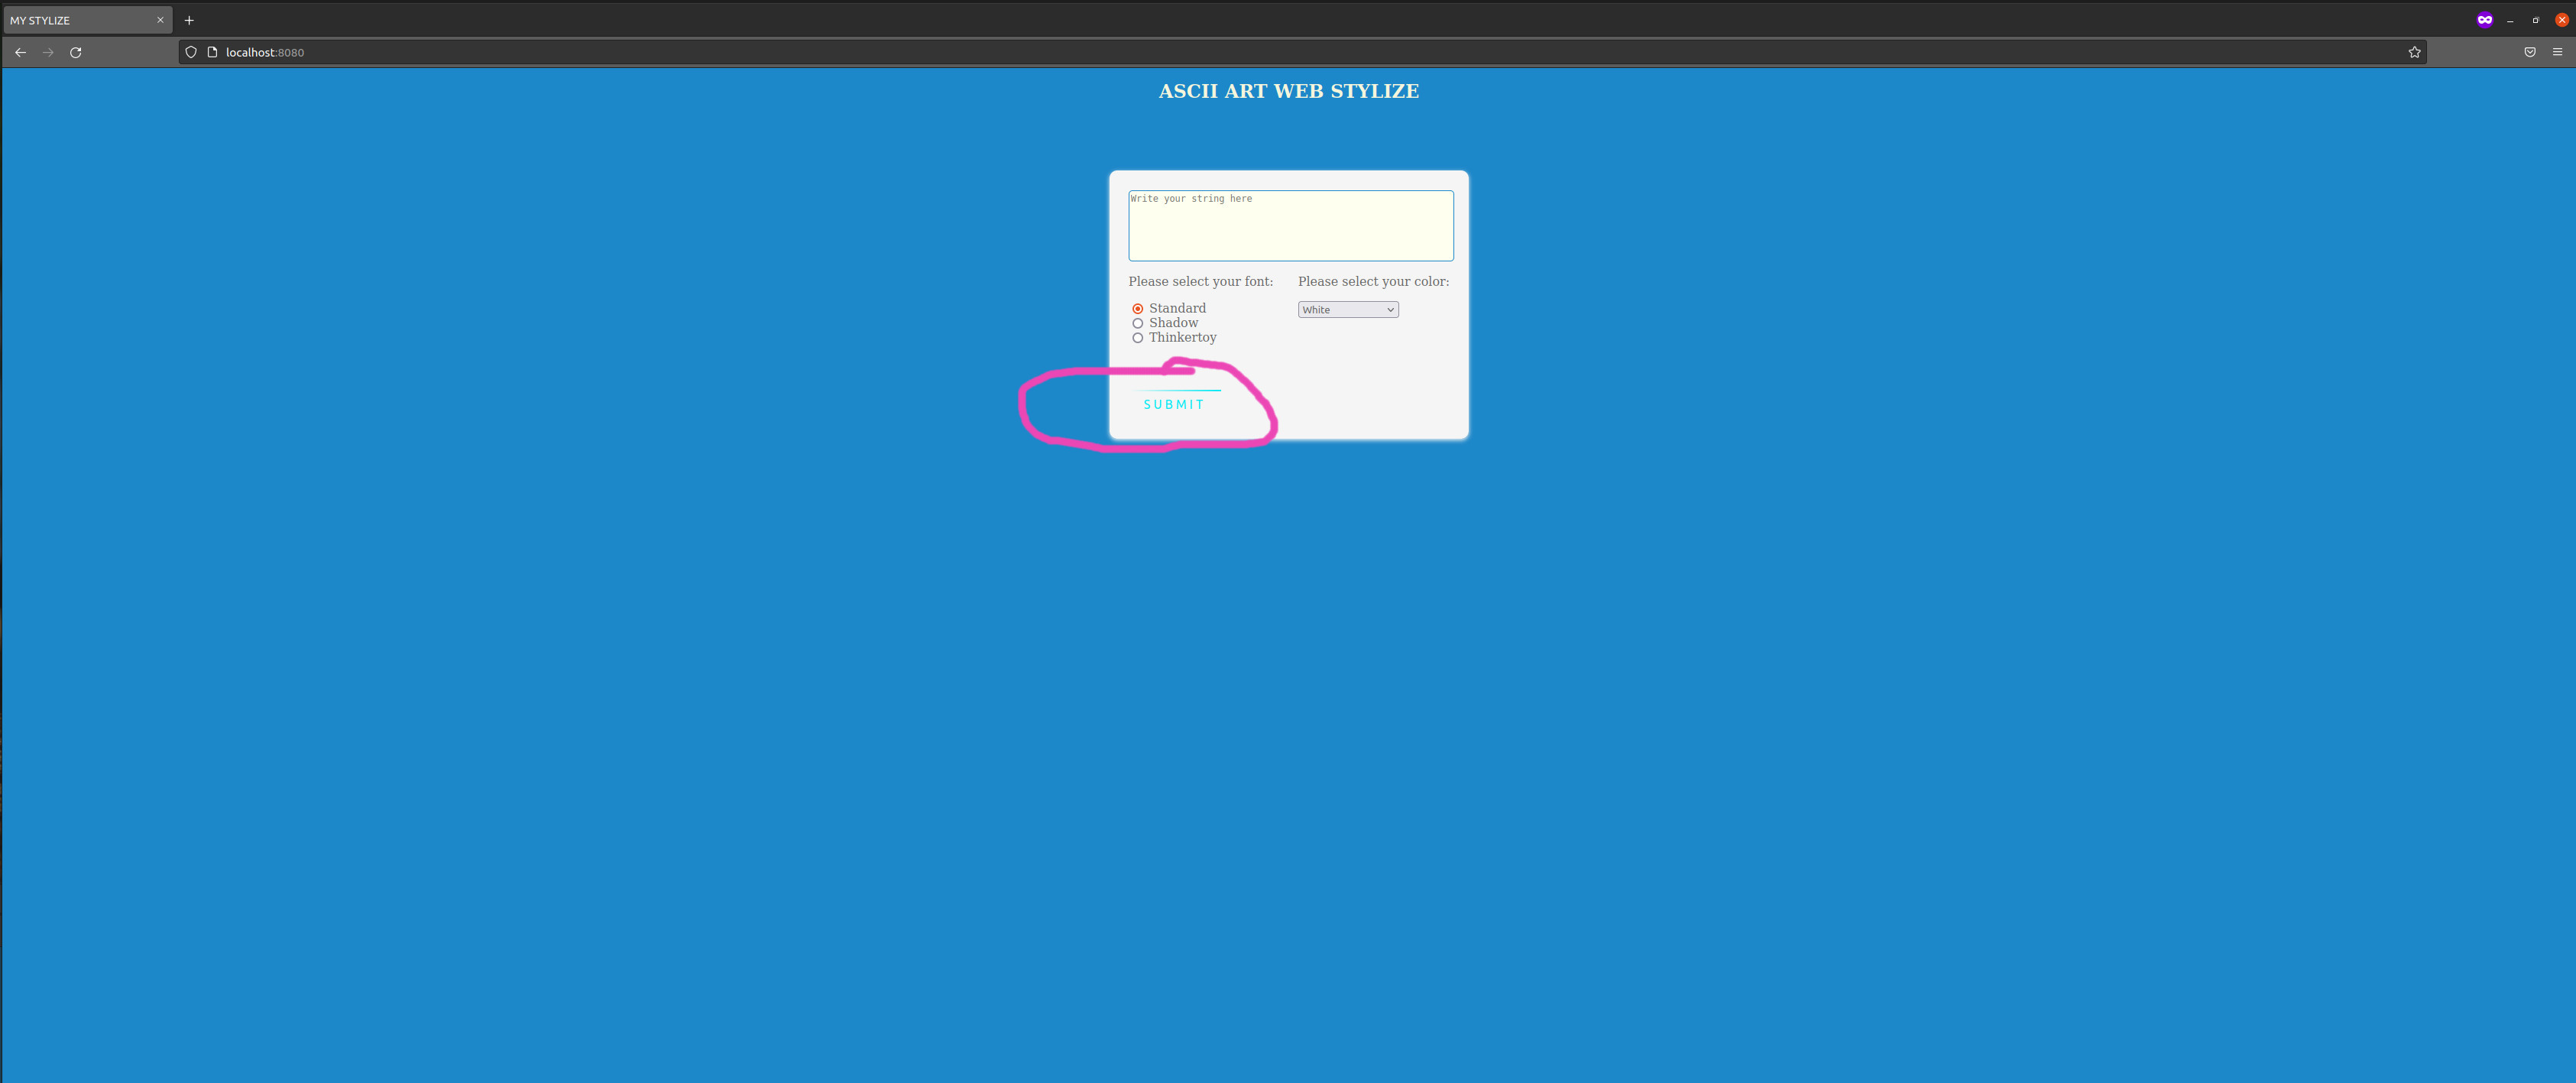 MY STYLIZE
localhost:8080
ASCII ART WEB STYLIZE
Write your string here
Please select your font: Please select your color:
Standard White
Shadow
Thinkertoy
SUBMIT